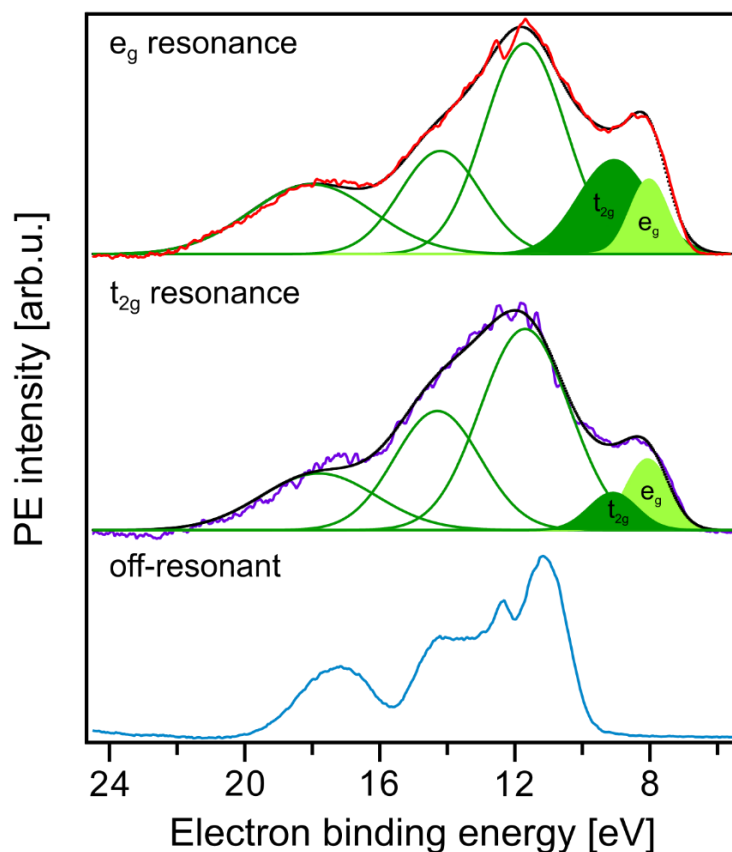 e_g resonance
t_2g
e_g
t_2g resonance
t_2g
e_g
off-resonant
PE intensity [arb.u.]
24 20 16 12 8
Electron binding energy [eV]